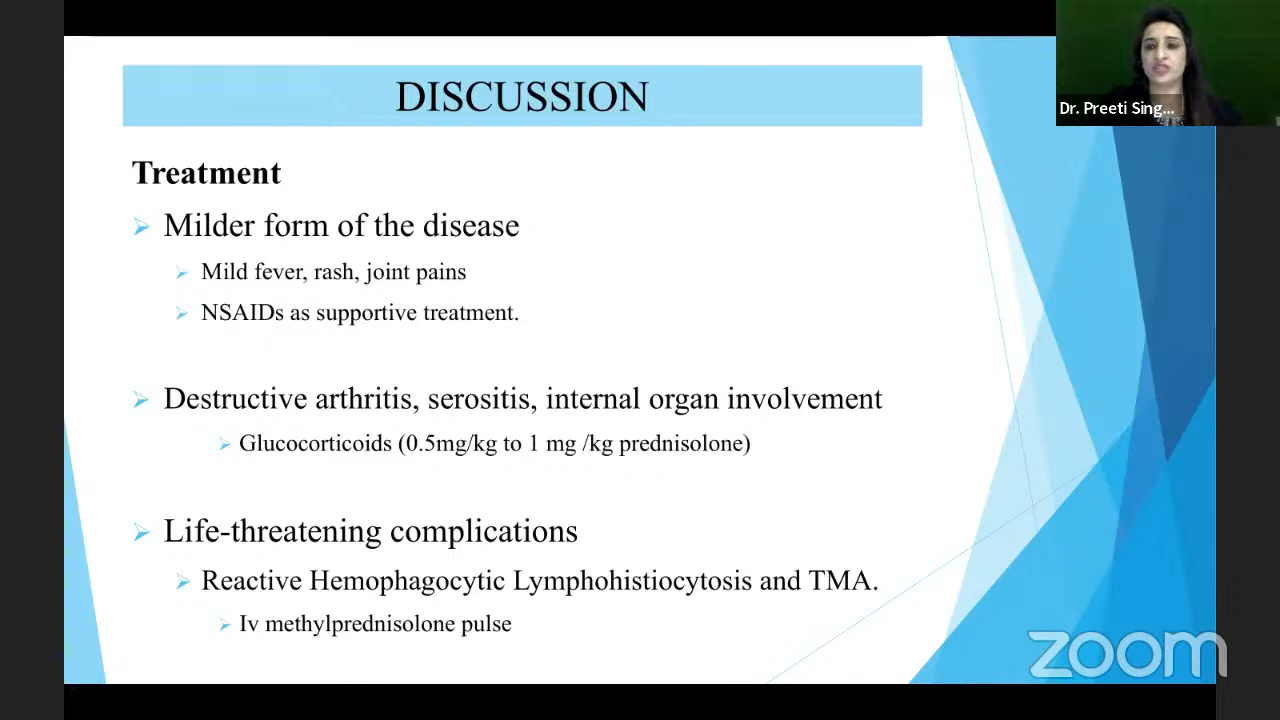 DISCUSSION
Dr. Preeti Sing...
Treatment
Milder form of the disease
Mild fever, rash, joint pains
NSAIDs as supportive treatment.
Destructive arthritis, serositis, internal organ involvement
Glucocorticoids (0.5mg/kg to 1 mg /kg prednisolone)
Life-threatening complications
Reactive Hemophagocytic Lymphohistiocytosis and TMA.
Iv methylprednisolone pulse
zoom